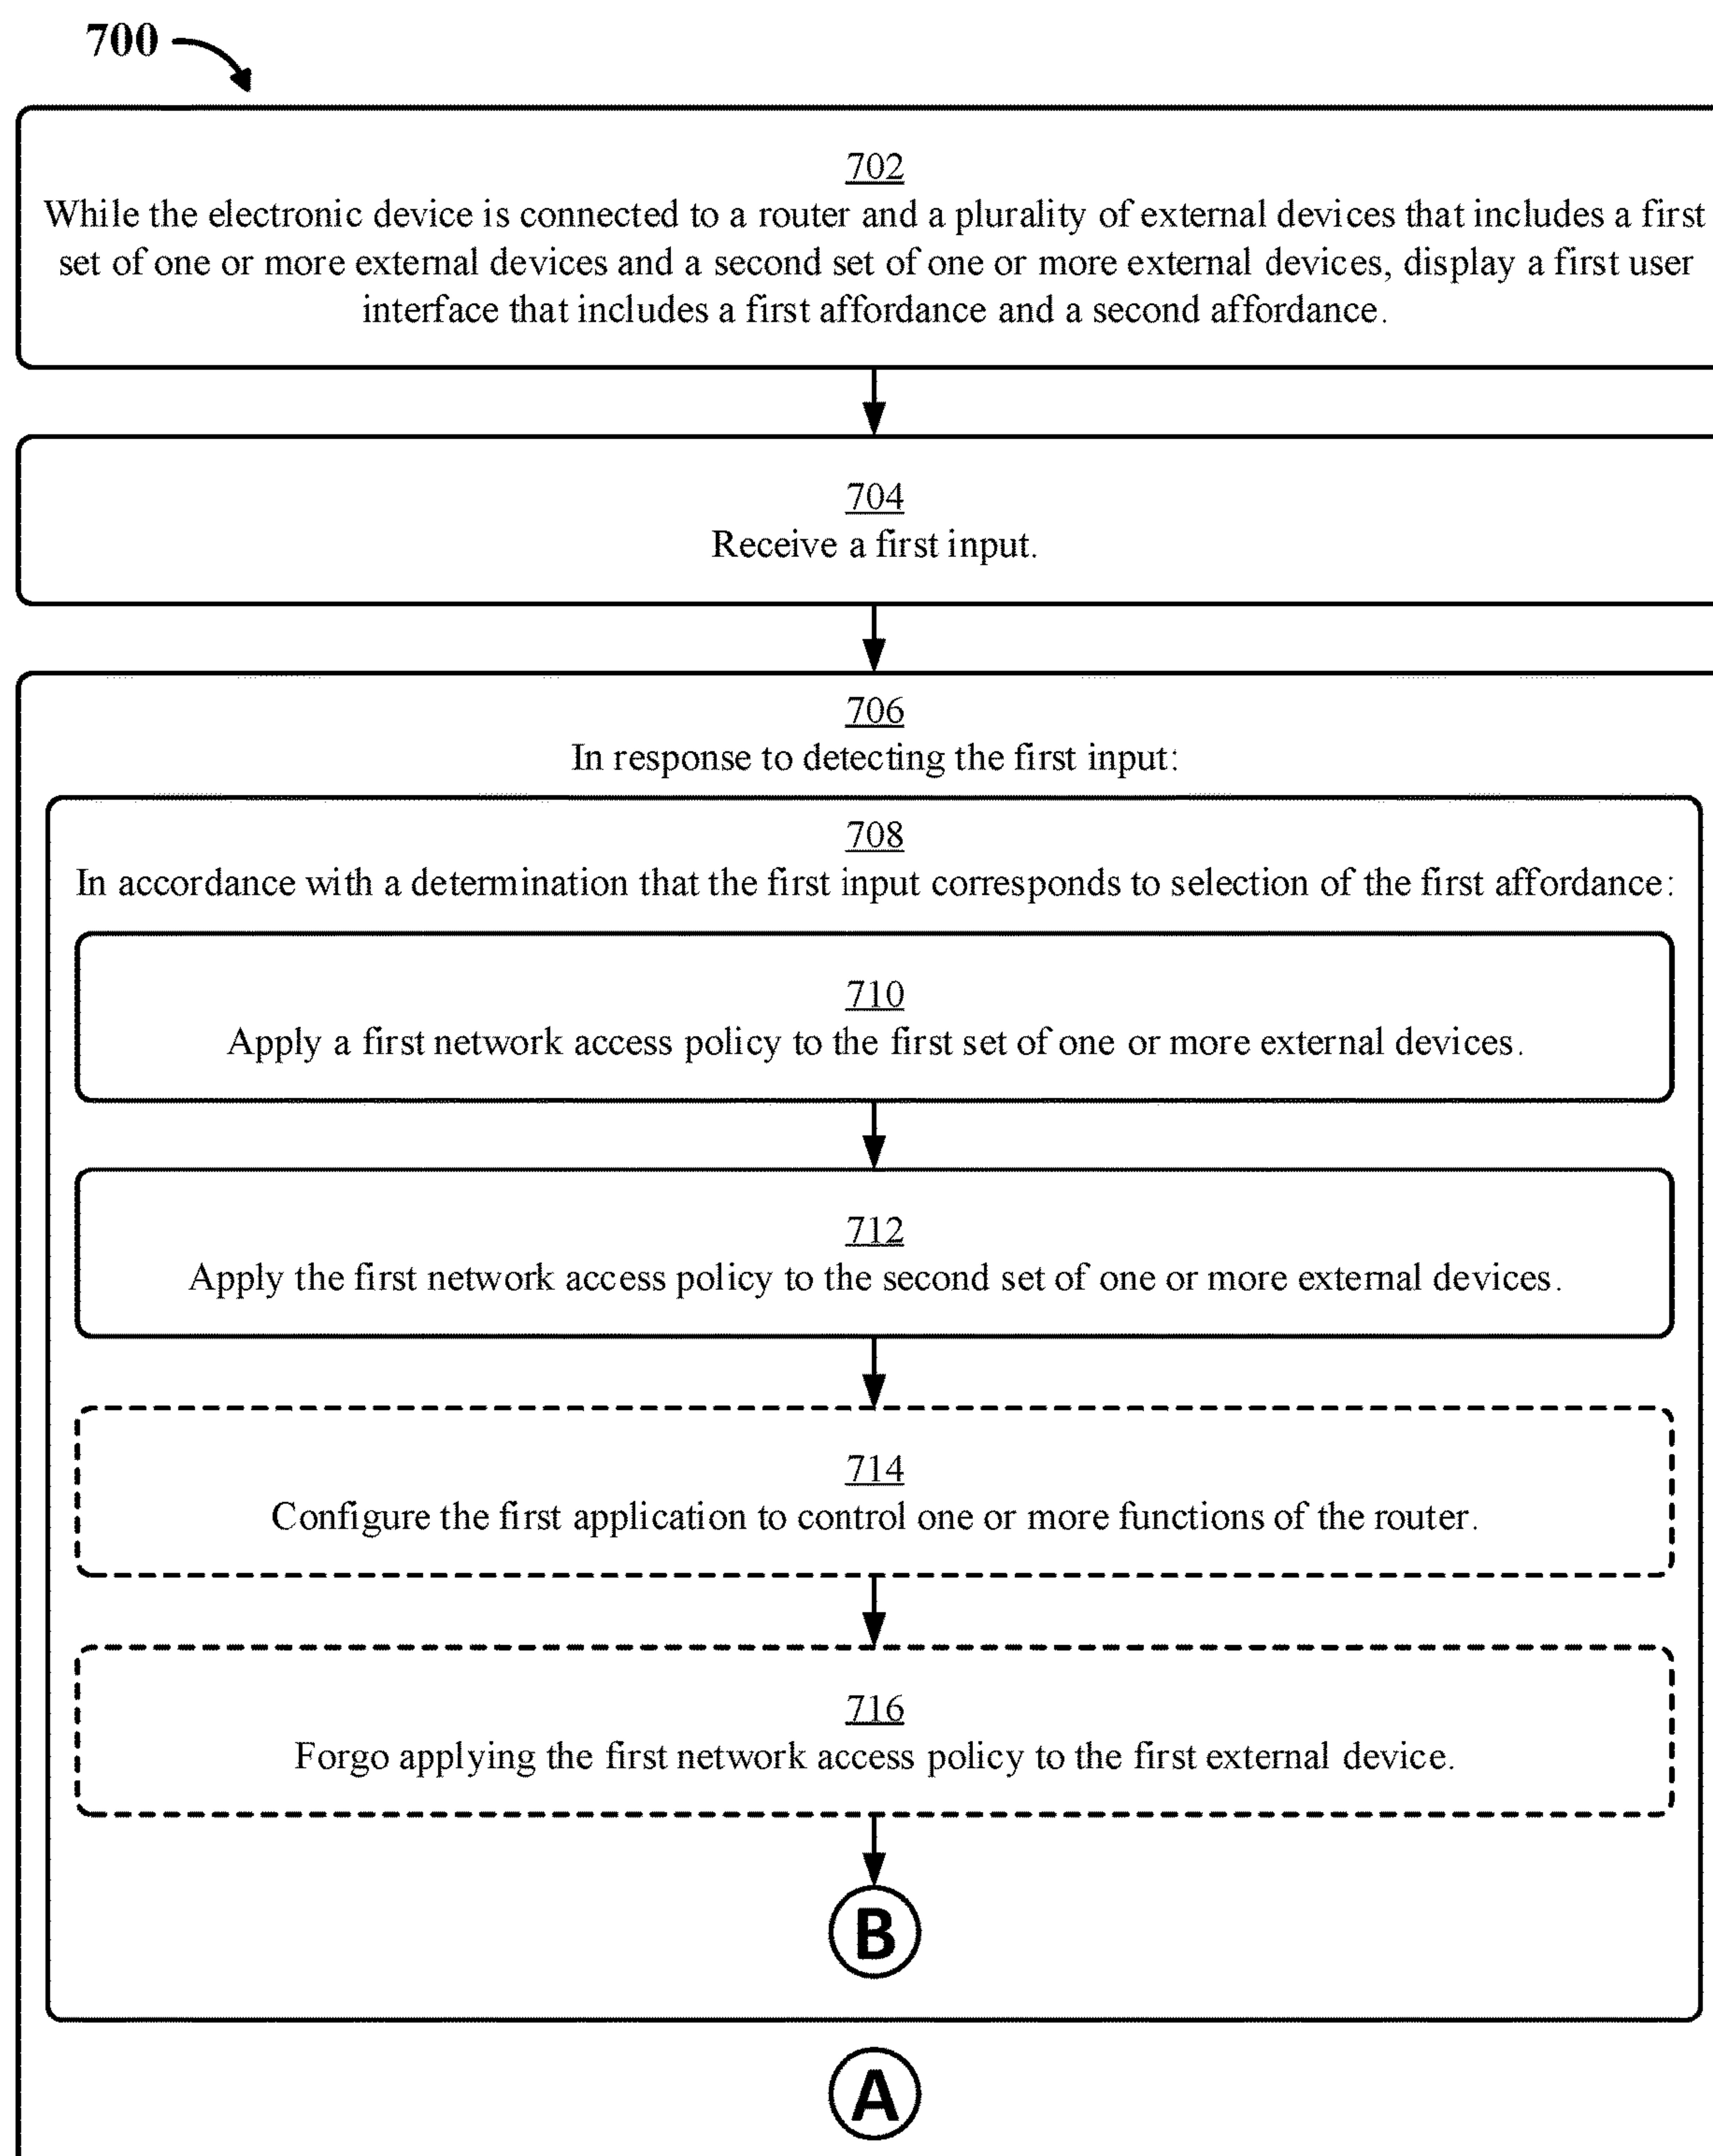 700
702
While the electronic device is connected to a router and a plurality of external devices that includes a first
set of one or more external devices and a second set of one or more external devices, display a first user
interface that includes a first affordance and a second affordance.
704
Receive a first input.
706
In response to detecting the first input:
708
In accordance with a determination that the first input corresponds to selection of the first affordance:
710
Apply a first network access policy to the first set of one or more external devices.
712
Apply the first network access policy to the second set of one or more external devices.
714
Configure the first application to control one or more functions of the router.
716
Forgo applying the first network access policy to the first external device.
B
A